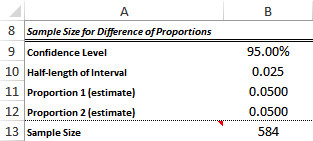 A B
8 Sample Size for Difference of Proportions
9 Confidence Level 95.00%
10 Half-length of Interval 0.025
11 Proportion 1 (estimate) 0.0500
12 Proportion 2 (estimate) 0.0500
13 Sample Size 584